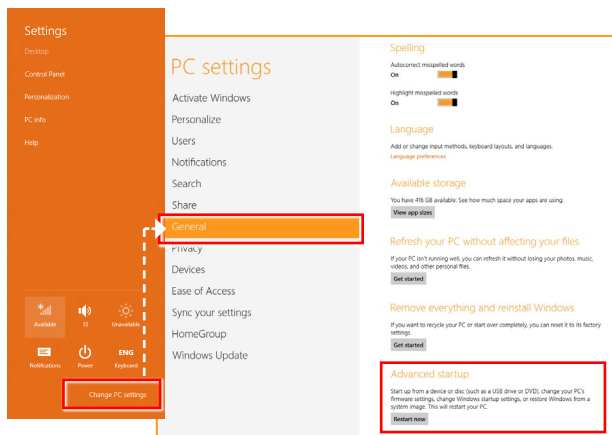 Settings
Desktop
Control Panel
Personalization
PC info
Help
Available
13
Unavailable
Notifications
Power
ENG
Keyboard
Change PC settings
PC settings
Activate Windows
Personalize
Users
Notifications
Search
Share
General
Privacy
Devices
Ease of Access
Sync your settings
HomeGroup
Windows Update
Spelling
Autocorrect misspelled words
On
Highlight misspelled words
On
Language
Add or change input methods, keyboard layouts, and languages.
Language preferences
Available storage
You have 416 GB available. See how much space your apps are using.
View app sizes
Refresh your PC without affecting your files
If your PC isn't running well, you can refresh it without losing your photos, music,
videos, and other personal files.
Get started
Remove everything and reinstall Windows
If you want to recycle your PC or start over completely, you can reset it to its factory
settings.
Get started
Advanced startup
Start up from a device or disc (such as a USB drive or DVD), change your PC's
firmware settings, change Windows startup settings, or restore Windows from a
system image. This will restart your PC.
Restart now